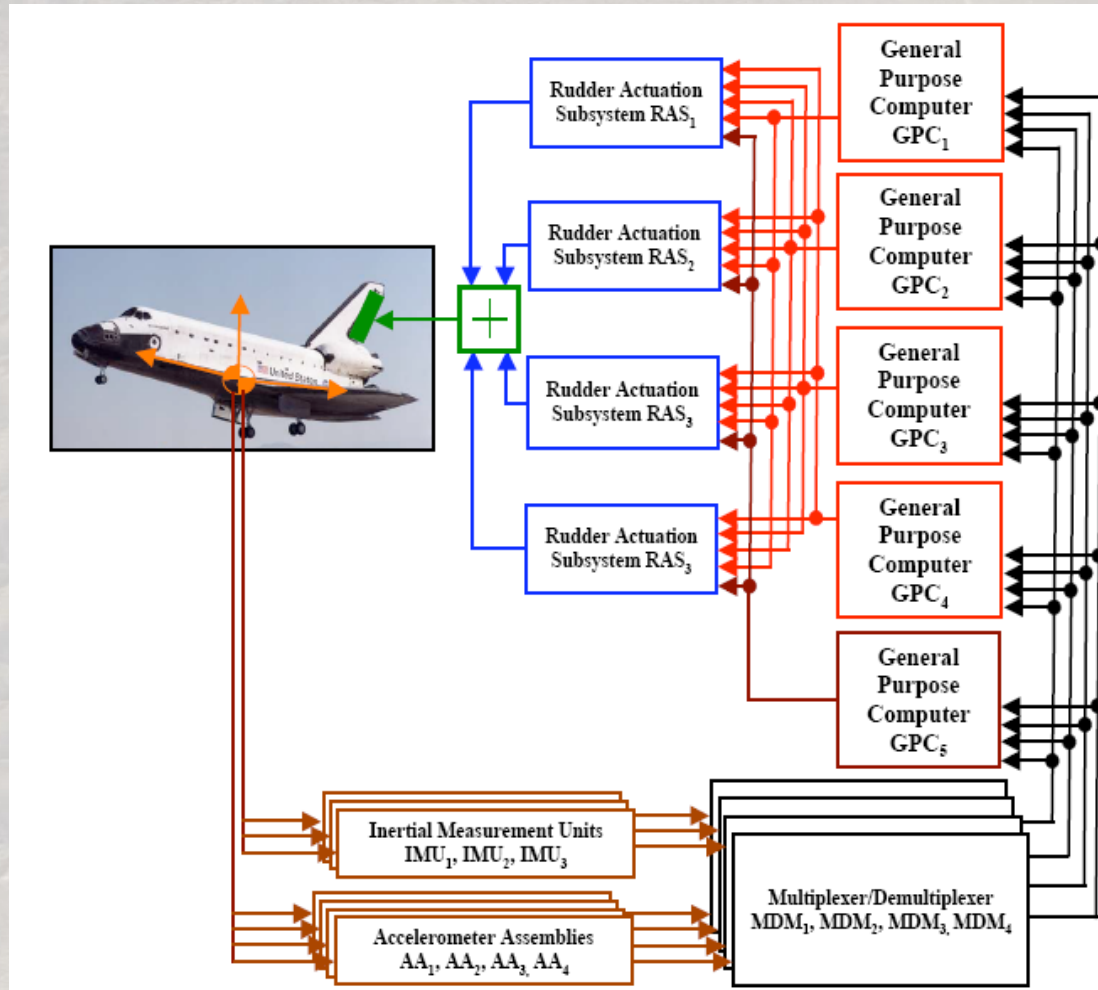 General
Purpose
Computer
GPC₁
Rudder Actuation
Subsystem RAS₁
General
Purpose
Computer
GPC₂
Rudder Actuation
Subsystem RAS₂
+
United States
General
Purpose
Computer
GPC₃
Rudder Actuation
Subsystem RAS₃
General
Purpose
Computer
GPC₄
Rudder Actuation
Subsystem RAS₃
General
Purpose
Computer
GPC₅
Inertial Measurement Units
IMU₁, IMU₂, IMU₃
Multiplexer/Demultiplexer
MDM₁, MDM₂, MDM₃, MDM₄
Accelerometer Assemblies
AA₁, AA₂, AA₃, AA₄